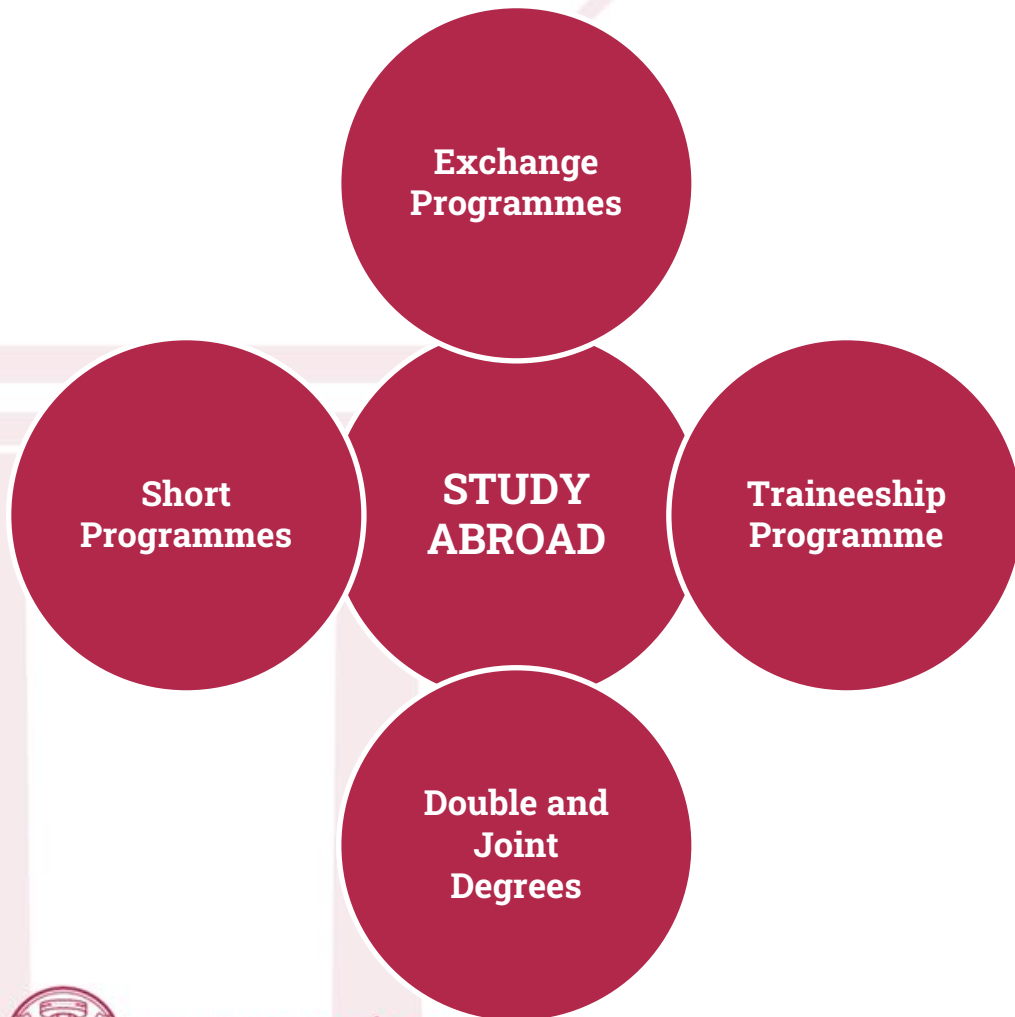 Exchange
Programmes
Short
Programmes
STUDY
ABROAD
Traineeship
Programme
Double and
Joint
Degrees